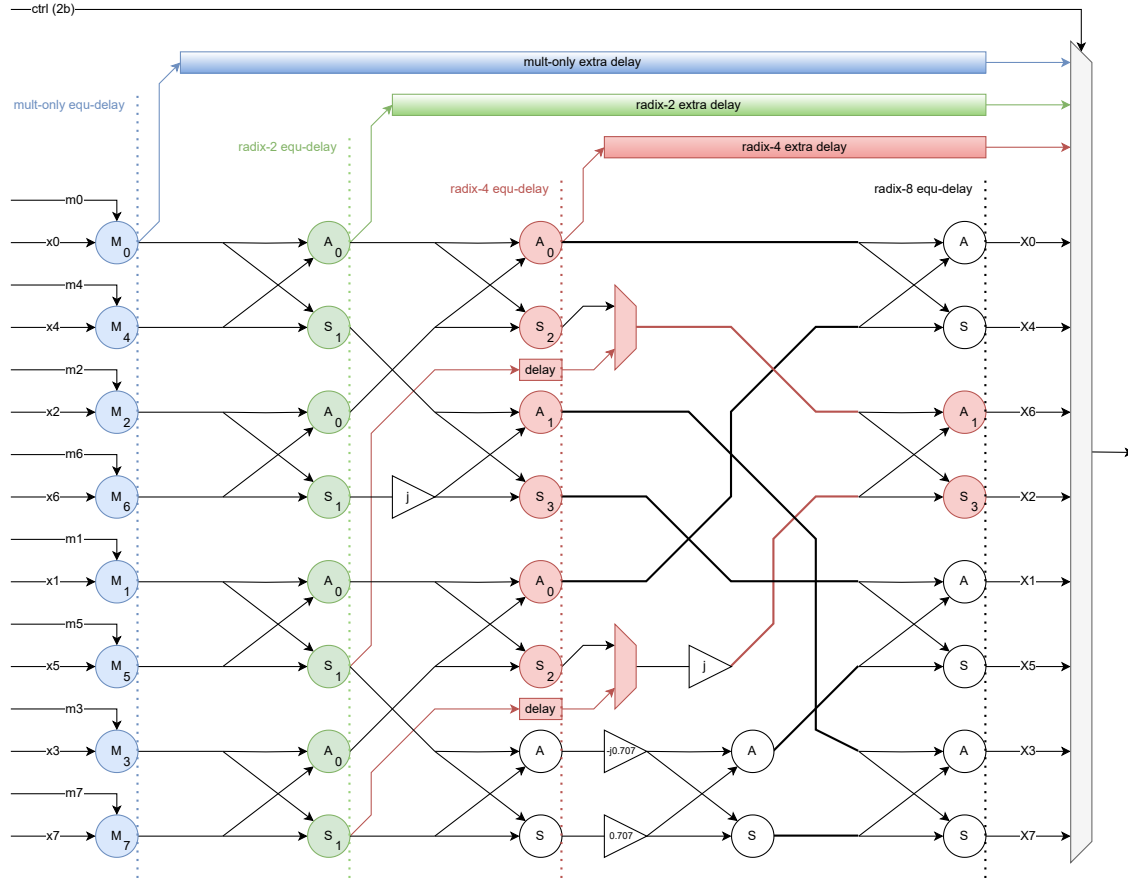 ctrl (2b)
mult-only extra delay
mult-only equ-delay
radix-2 extra delay
radix-2 equ-delay
radix-4 extra delay
radix-4 equ-delay
radix-8 equ-delay
m0
x0 M 0 A 0 A 0 A X0
m4
x4 M 4 S 1 S 2 S X4
m2 delay
x2 M 2 A 0 A 1 A 1 X6
m6
x6 M 6 S 1 j S 3 S 3 X2
m1
x1 M 1 A 0 A 0 A X1
m5
x5 M 5 S 1 S 2 j S X5
m3 delay
x3 M 3 A 0 A -j0.707 A A X3
m7
x7 M 7 S 1 S 0.707 S S X7